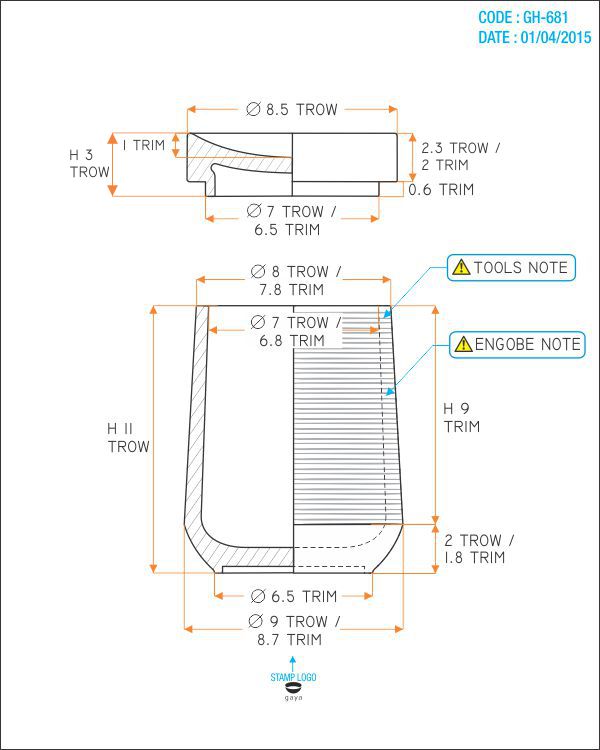 CODE : GH-681
DATE : 01/04/2015
Ø 8.5 TROW
1 TRIM
H 3
TROW
2.3 TROW /
2 TRIM
0.6 TRIM
Ø 7 TROW /
6.5 TRIM
Ø 8 TROW /
7.8 TRIM
TOOLS NOTE
Ø 7 TROW /
6.8 TRIM
ENGOBE NOTE
H 11
TROW
H 9
TRIM
2 TROW /
1.8 TRIM
Ø 6.5 TRIM
Ø 9 TROW /
8.7 TRIM
STAMP LOGO
gaya